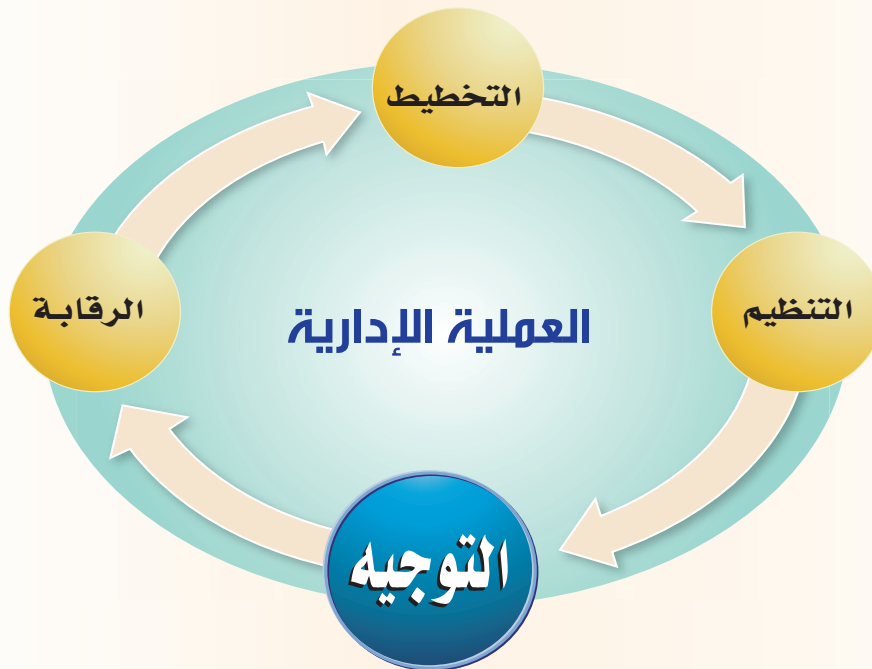 التخطيط
التنظيم
العملية الإدارية
الرقابة
التوجيه